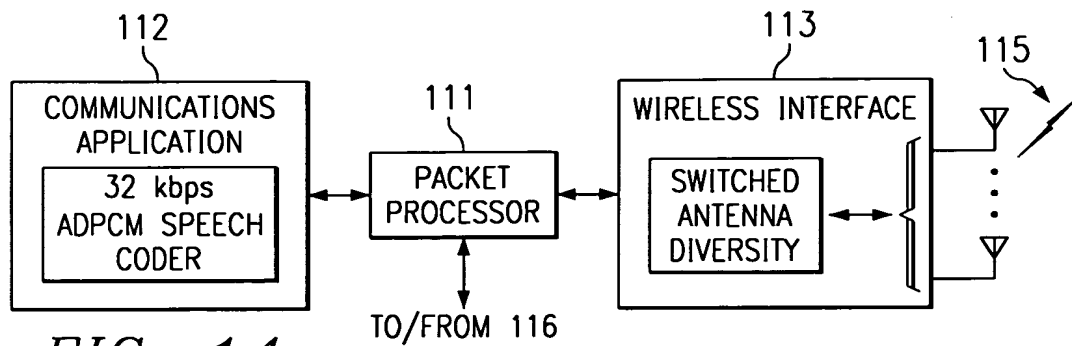 112
COMMUNICATIONS
APPLICATION
32 kbps
ADPCM SPEECH
CODER
111
PACKET
PROCESSOR
TO/FROM 116
113
WIRELESS INTERFACE
SWITCHED
ANTENNA
DIVERSITY
115